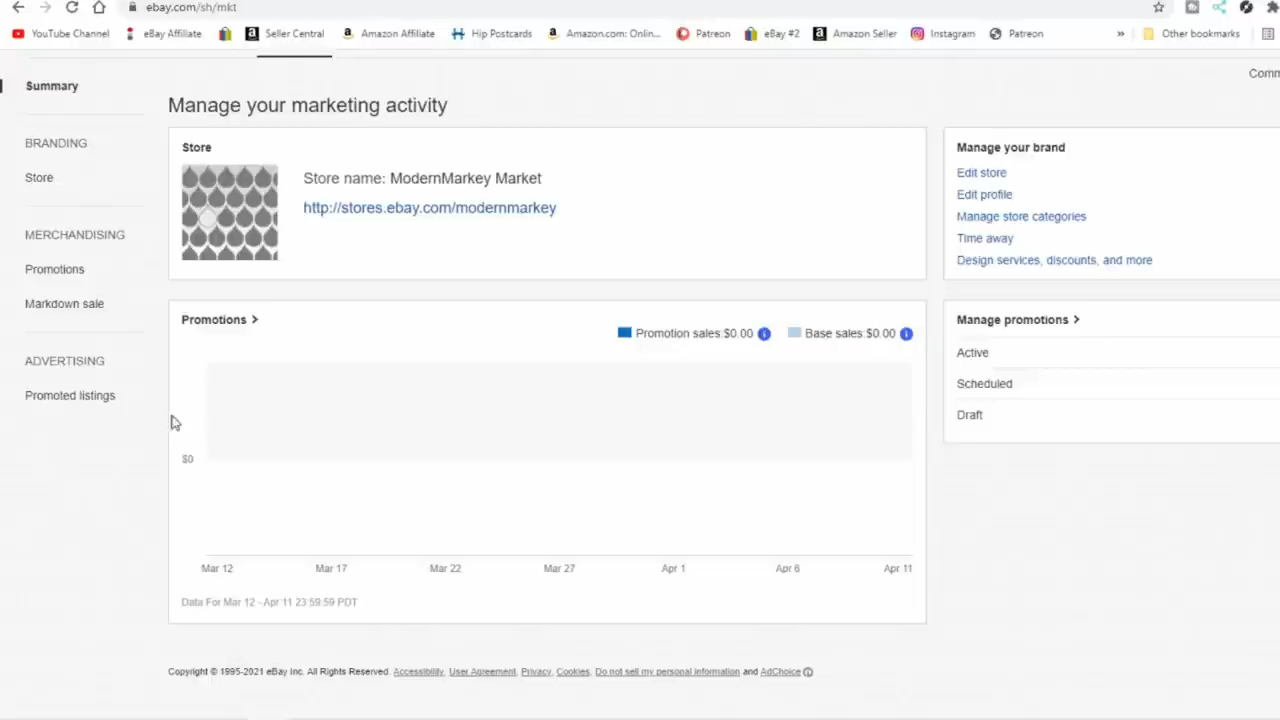 ebay.com/sh/mkt
YouTube Channel eBay Affiliate Seller Central Amazon Affiliate Hip Postcards Amazon.com: Onlin... Patreon eBay #2 Amazon Seller Instagram Patreon » Other bookmarks
Summary
Comm
Manage your marketing activity
BRANDING
Store
MERCHANDISING
Promotions
Markdown sale
ADVERTISING
Promoted listings
Store
Store name: ModernMarkey Market
http://stores.ebay.com/modernmarkey
Manage your brand
Edit store
Edit profile
Manage store categories
Time away
Design services, discounts, and more
Promotions >
Promotion sales:$0.00 Base sales:$0.00
$0
Mar 12 Mar 17 Mar 22 Mar 27 Apr 1 Apr 6 Apr 11
Data For Mar 12 - Apr 11 23:59:59 PDT
Manage promotions >
Active
Scheduled
Draft
Copyright © 1995-2021 eBay Inc. All Rights Reserved. Accessibility, User Agreement, Privacy, Cookies, Do not sell my personal information and AdChoice